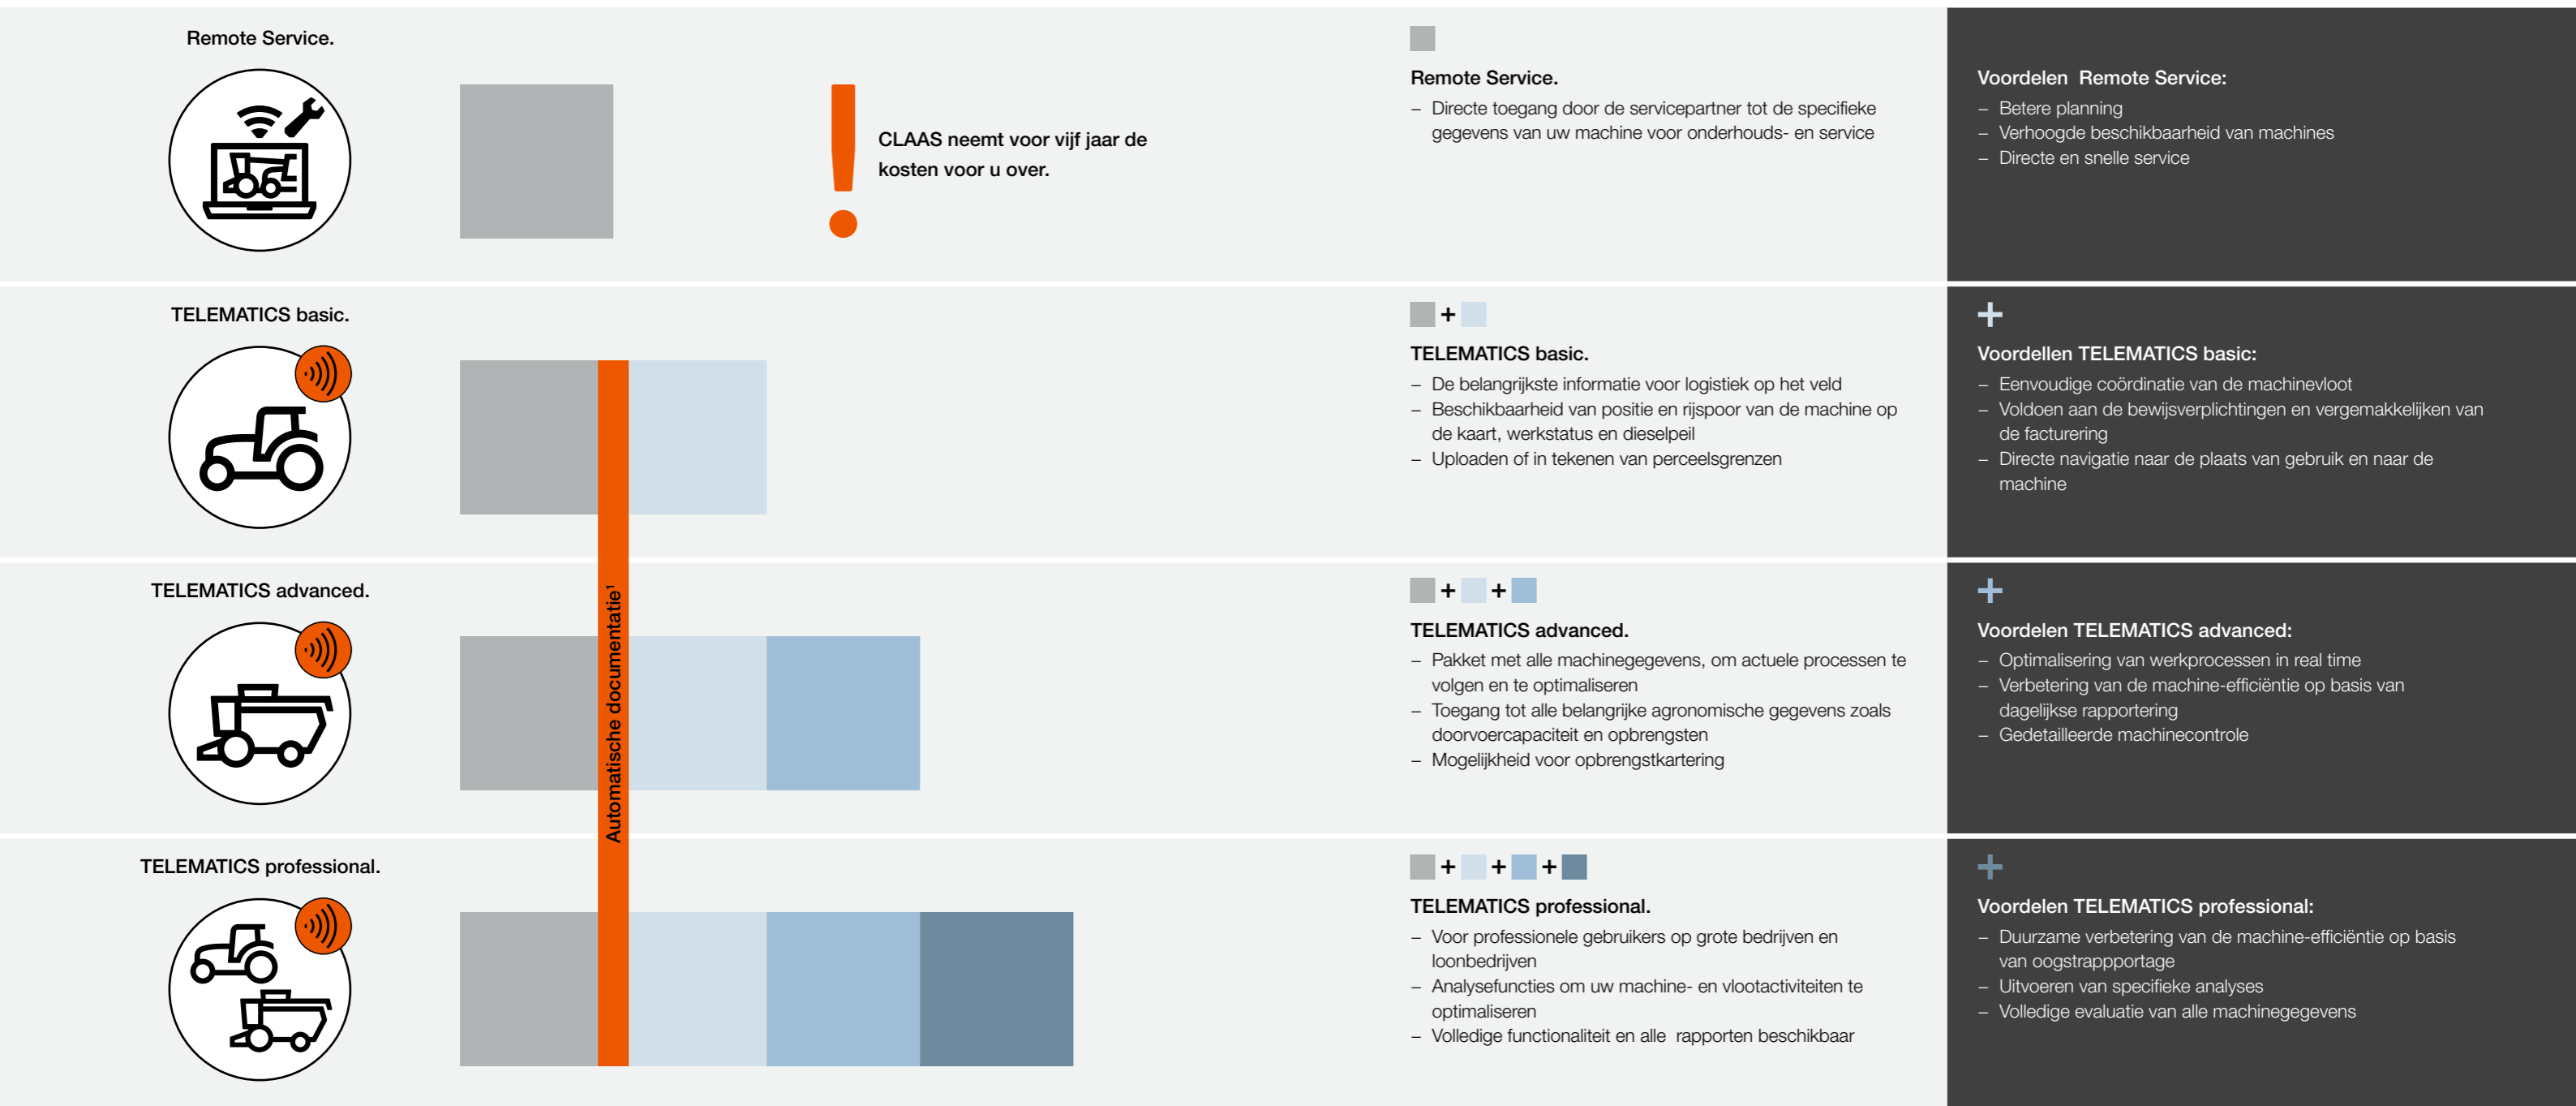 Remote Service.
CLAAS neemt voor vijf jaar de
kosten voor u over.
Remote Service.
– Directe toegang door de servicepartner tot de specifieke
gegevens van uw machine voor onderhouds- en service
Voordelen  Remote Service:
– Betere planning
– Verhoogde beschikbaarheid van machines
– Directe en snelle service
TELEMATICS basic.
+
TELEMATICS basic.
– De belangrijkste informatie voor logistiek op het veld
– Beschikbaarheid van positie en rijspoor van de machine op
de kaart, werkstatus en dieselpeil
– Uploaden of in tekenen van perceelsgrenzen
+
Voordellen TELEMATICS basic:
– Eenvoudige coördinatie van de machinevloot
– Voldoen aan de bewijsverplichtingen en vergemakkelijken van
de facturering
– Directe navigatie naar de plaats van gebruik en naar de
machine
Automatische documentatie¹
TELEMATICS advanced.
+ +
TELEMATICS advanced.
– Pakket met alle machinegegevens, om actuele processen te
volgen en te optimaliseren
– Toegang tot alle belangrijke agronomische gegevens zoals
doorvoercapaciteit en opbrengsten
– Mogelijkheid voor opbrengstkartering
+
Voordelen TELEMATICS advanced:
– Optimalisering van werkprocessen in real time
– Verbetering van de machine-efficiëntie op basis van
dagelijkse rapportering
– Gedetailleerde machinecontrole
TELEMATICS professional.
+ + +
TELEMATICS professional.
– Voor professionele gebruikers op grote bedrijven en
loonbedrijven
– Analysefuncties om uw machine- en vlootactiviteiten te
optimaliseren
– Volledige functionaliteit en alle  rapporten beschikbaar
+
Voordelen TELEMATICS professional:
– Duurzame verbetering van de machine-efficiëntie op basis
van oogstrappportage
– Uitvoeren van specifieke analyses
– Volledige evaluatie van alle machinegegevens